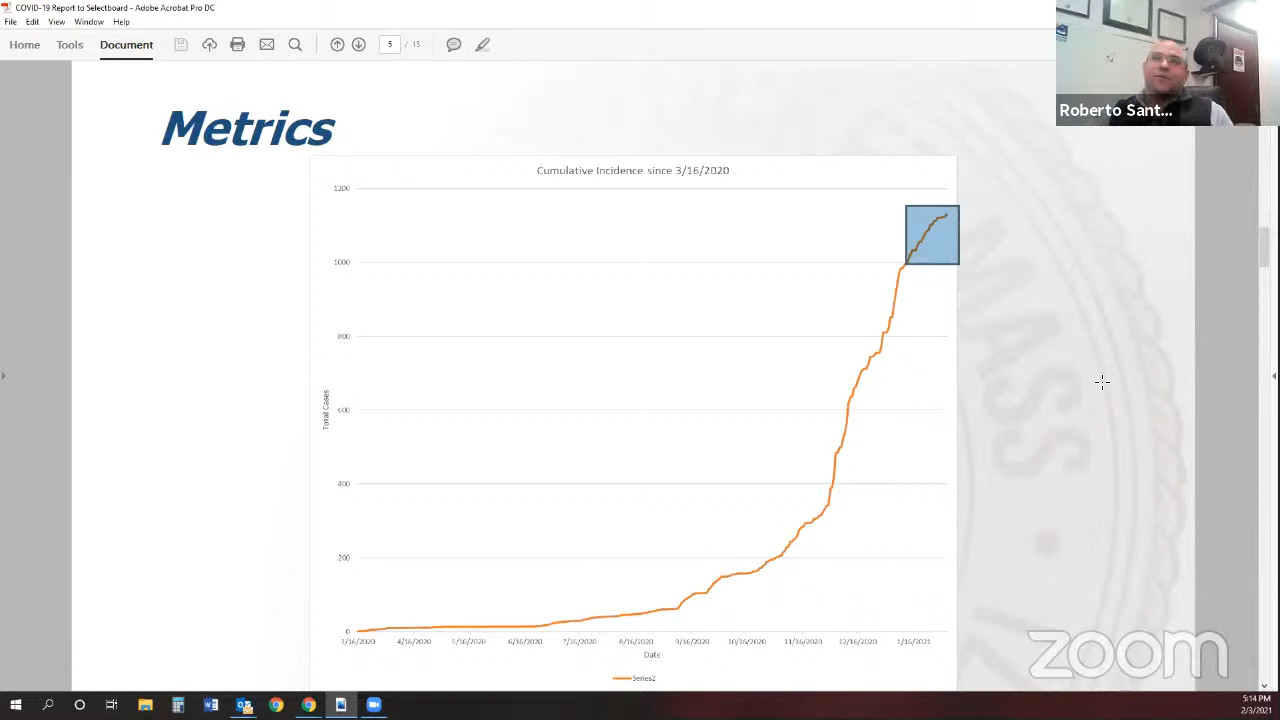 COVID-19 Report to Selectboard - Adobe Acrobat Pro DC
File Edit View Window Help
Home Tools Document 5 / 15
Roberto Sant...
Metrics
Cumulative Incidence since 3/16/2020
1200
1000
800
600
400
200
0
Total Cases
3/16/2020 4/16/2020 5/16/2020 6/16/2020 7/16/2020 8/16/2020 9/16/2020 10/16/2020 11/16/2020 12/16/2020 1/16/2021
Date
Series2
MASS
zoom
5:14 PM
2/3/2021